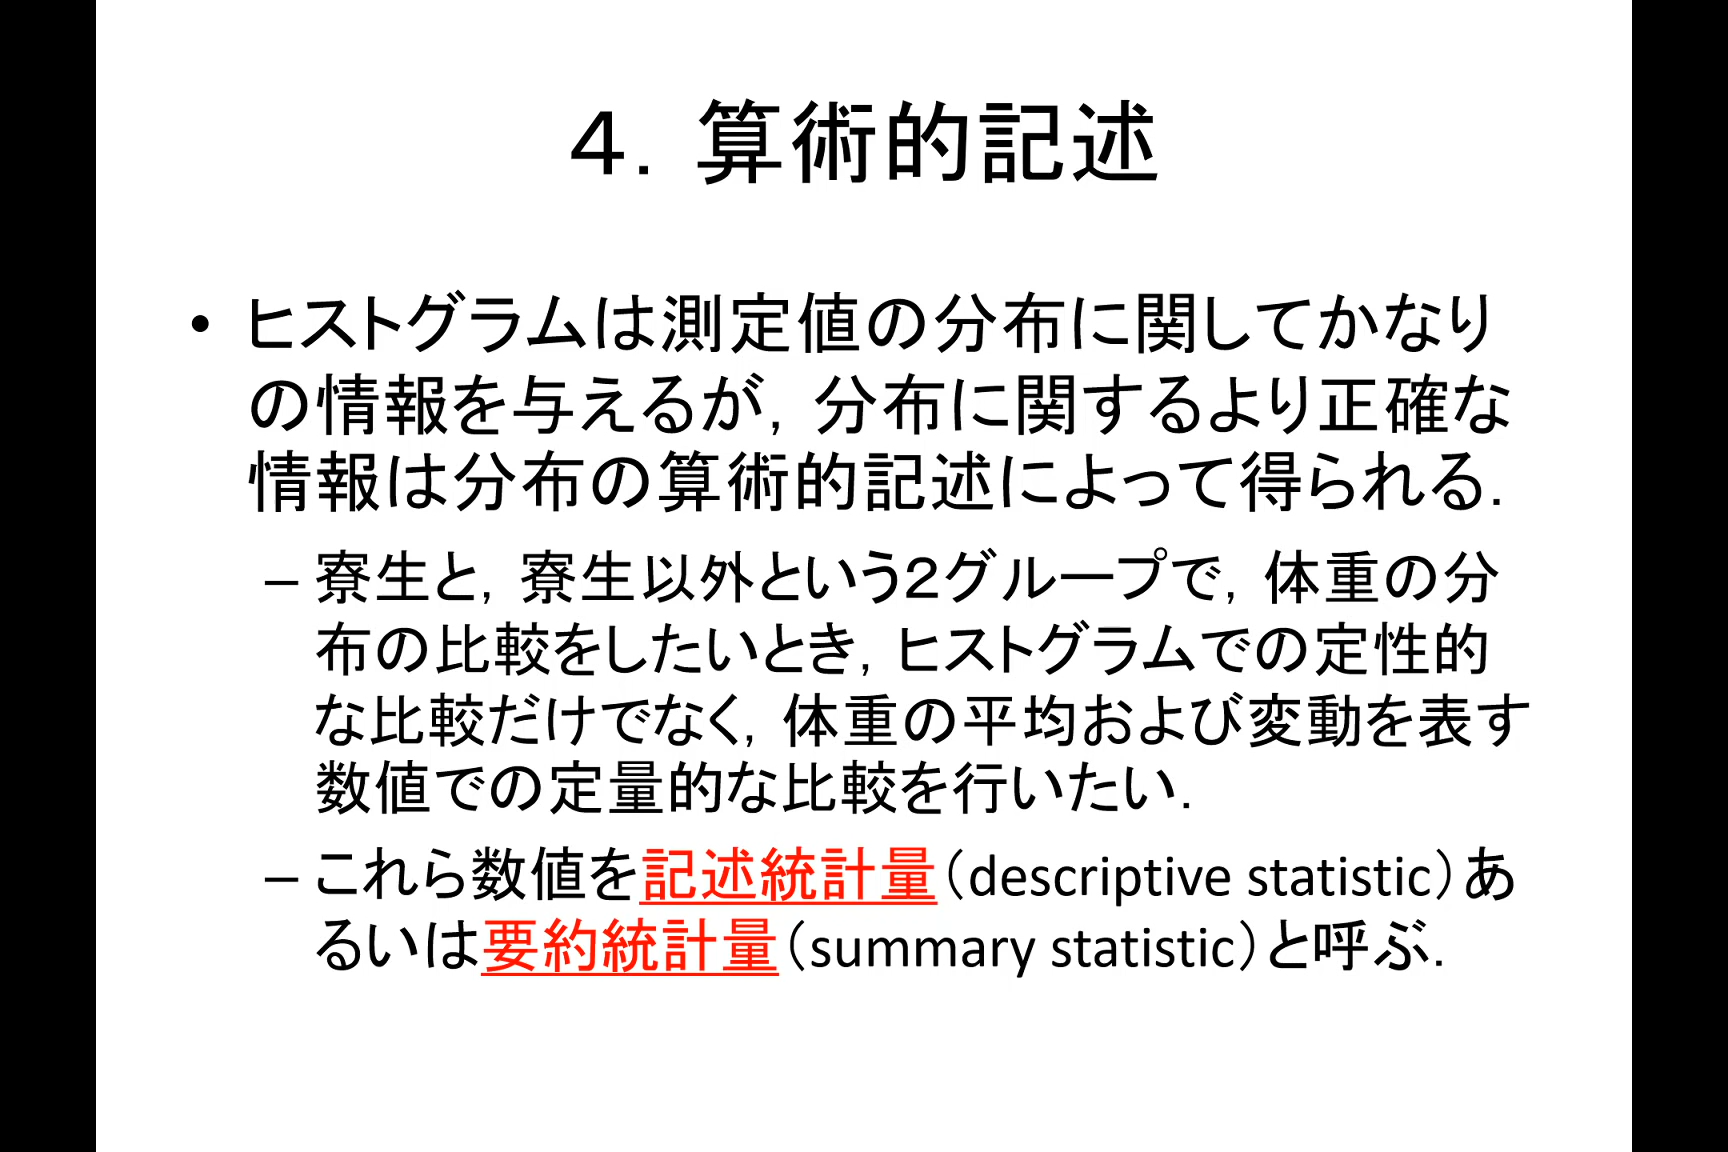 ４．算術的記述
• ヒストグラムは測定値の分布に関してかなり
の情報を与えるが，分布に関するより正確な
情報は分布の算術的記述によって得られる．
– 寮生と，寮生以外という２グループで，体重の分
布の比較をしたいとき，ヒストグラムでの定性的
な比較だけでなく，体重の平均および変動を表す
数値での定量的な比較を行いたい．
– これら数値を記述統計量（descriptive statistic）あ
るいは要約統計量（summary statistic）と呼ぶ．